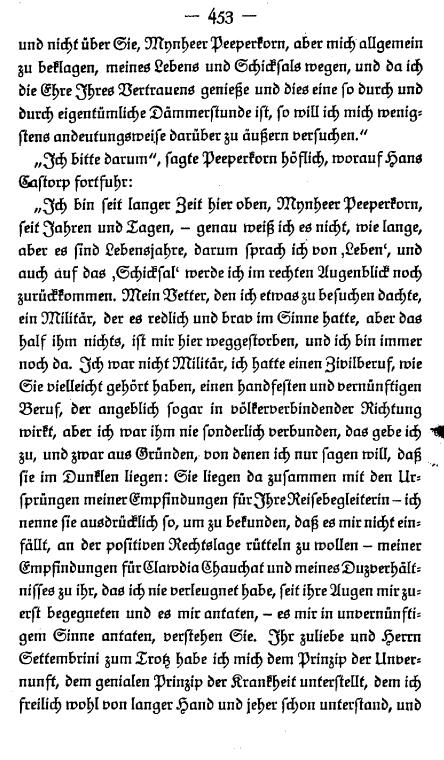 — 453 —
und nicht über Sie, Mynheer Peeperkorn, aber mich allgemein
zu beklagen, meines Lebens und Schicksals wegen, und da ich
die Ehre Ihres Vertrauens genieße und dies eine so durch und
durch eigentümliche Dämmerstunde ist, so will ich mich wenig-
stens andeutungsweise darüber zu äußern versuchen.“
„Ich bitte darum“, sagte Peeperkorn höflich, worauf Hans
Castorp fortfuhr:
„Ich bin seit langer Zeit hier oben, Mynheer Peeperkorn,
seit Jahren und Tagen, – genau weiß ich es nicht, wie lange,
aber es sind Lebensjahre, darum sprach ich von ‚Leben‘, und
auch auf das ‚Schicksal‘ werde ich im rechten Augenblick noch
zurückkommen. Mein Vetter, den ich etwas zu besuchen dachte,
ein Militär, der es redlich und brav im Sinne hatte, aber das
half ihm nichts, ist mir hier weggestorben, und ich bin immer
noch da. Ich war nicht Militär, ich hatte einen Zivilberuf, wie
Sie vielleicht gehört haben, einen handfesten und vernünftigen
Beruf, der angeblich sogar in völkerverbindender Richtung
wirkt, aber ich war ihm nie sonderlich verbunden, das gebe ich
zu, und zwar aus Gründen, von denen ich nur sagen will, daß
sie im Dunklen liegen: Sie liegen da zusammen mit den Ur-
sprüngen meiner Empfindungen für Ihre Reisebegleiterin – ich
nenne sie ausdrücklich so, um zu bekunden, daß es mir nicht ein-
fällt, an der positiven Rechtslage rütteln zu wollen – meiner
Empfindungen für Clawdia Chauchat und meines Duzverhält-
nisses zu ihr, das ich nie verleugnet habe, seit ihre Augen mir zu-
erst begegneten und es mir antaten, – es mir in unvernünfti-
gem Sinne antaten, verstehen Sie. Ihr zuliebe und Herrn
Settembrini zum Trotz habe ich mich dem Prinzip der Unver-
nunft, dem genialen Prinzip der Krankheit unterstellt, dem ich
freilich wohl von langer Hand und jeher schon unterstand, und